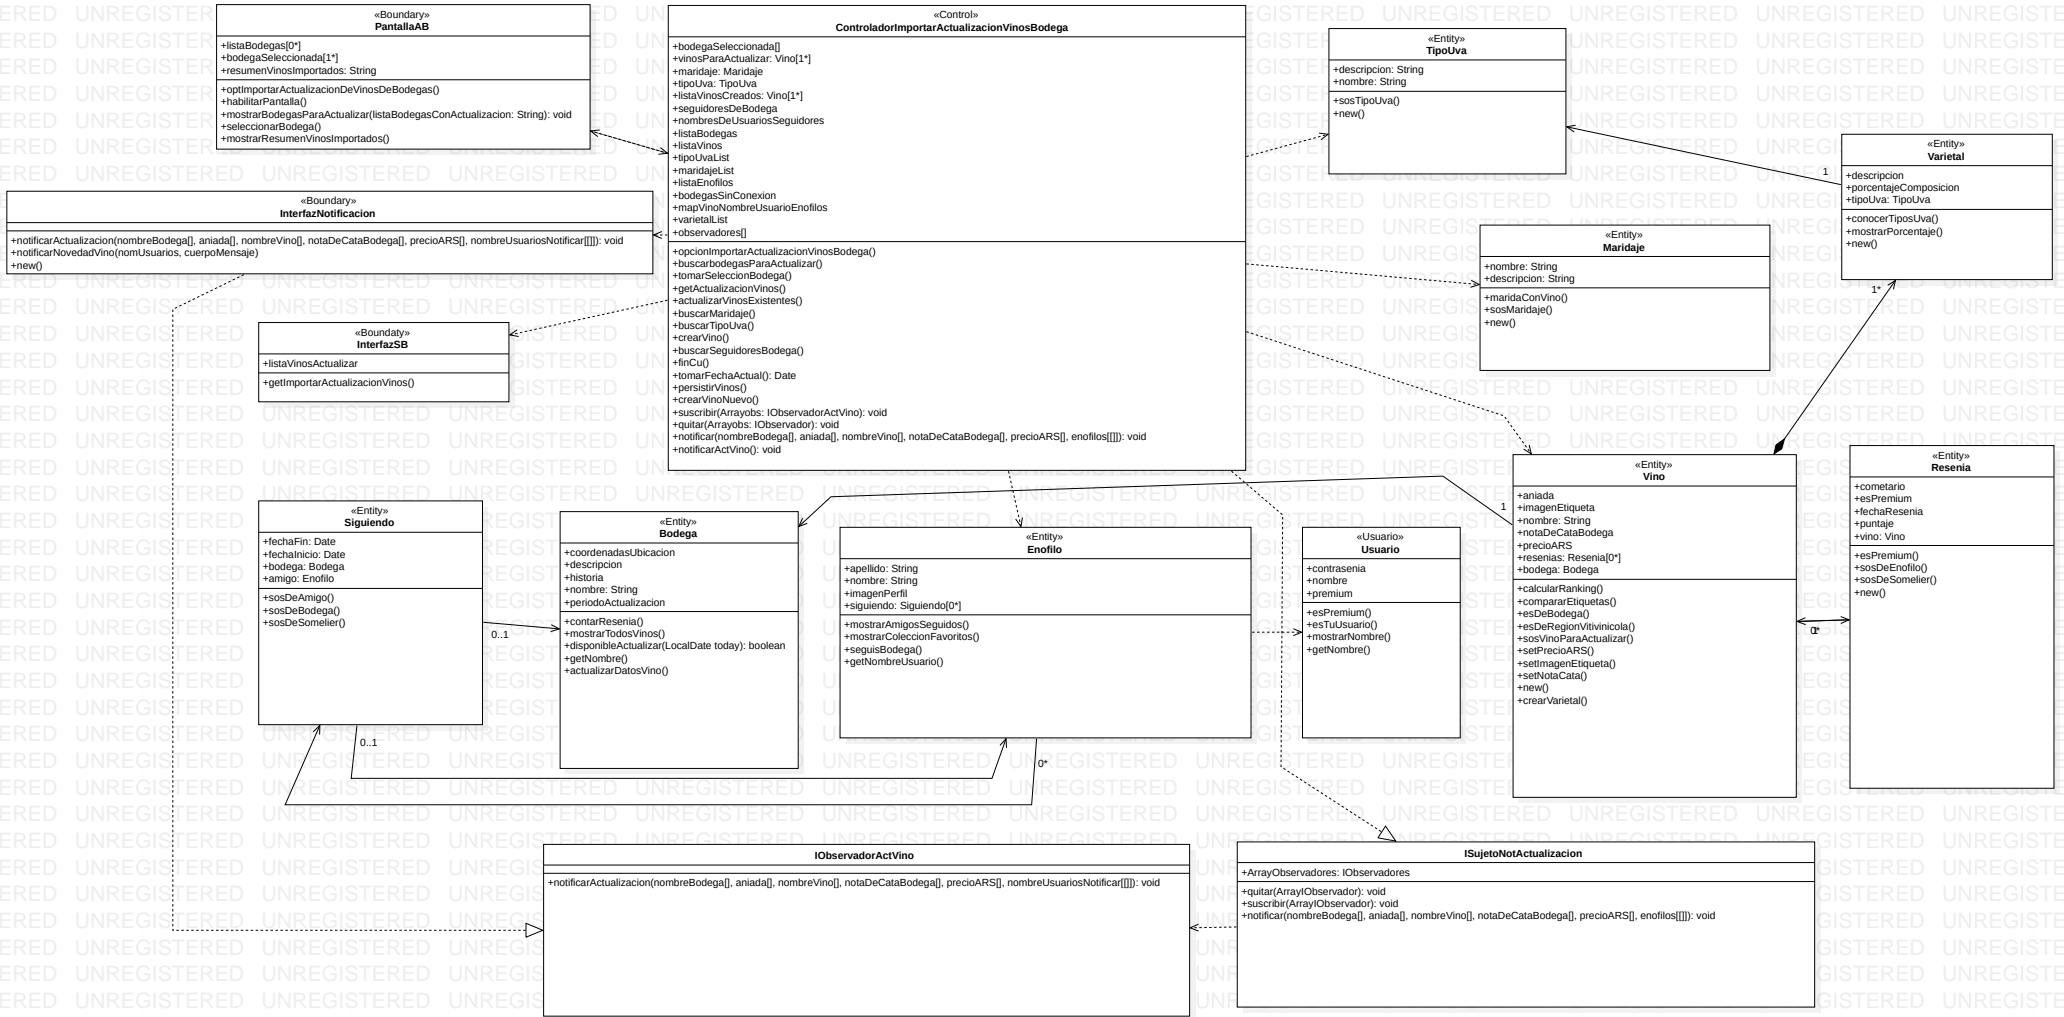 «Boundary»
PantallaAB
+listaBodegas[0*]
+bodegaSeleccionada[1*]
+resumenVinosImportados: String
+optImportarActualizacionDeVinosDeBodegas()
+habilitarPantalla()
+mostrarBodegasParaActualizar(listaBodegasConActualizacion: String): void
+seleccionarBodega()
+mostrarResumenVinosImportados()
«Control»
ControladorImportarActualizacionVinosBodega
+bodegaSeleccionada[]
+vinosParaActualizar: Vino[1*]
+maridaje: Maridaje
+tipoUva: TipoUva
+listaVinosCreados: Vino[1*]
+seguidoresDeBodega
+nombresDeUsuariosSeguidores
+listaBodegas
+listaVinos
+tipoUvaList
+maridajeList
+listaEnofilos
+bodegasSinConexion
+mapVinoNombreUsuarioEnofilos
+varietalList
+observadores[]
+opcionImportarActualizacionVinosBodega()
+buscarbodegasParaActualizar()
+tomarSeleccionBodega()
+getActualizacionVinos()
+actualizarVinosExistentes()
+buscarMaridaje()
+buscarTipoUva()
+crearVino()
+buscarSeguidoresBodega()
+finCu()
+tomarFechaActual(): Date
+persistirVinos()
+crearVinoNuevo()
+suscribir(Arrayobs: IObservadorActVino): void
+quitar(Arrayobs: IObservador): void
+notificar(nombreBodega[], aniada[], nombreVino[], notaDeCataBodega[], precioARS[], enofilos[[]]): void
+notificarActVino(): void
«Entity»
TipoUva
+descripcion: String
+nombre: String
+sosTipoUva()
+new()
«Entity»
Varietal
+descripcion
+porcentajeComposicion
+tipoUva: TipoUva
+conocerTiposUva()
+mostrarPorcentaje()
+new()
1
1*
«Boundary»
InterfazNotificacion
+notificarActualizacion(nombreBodega[], aniada[], nombreVino[], notaDeCataBodega[], precioARS[], nombreUsuariosNotificar[[]]): void
+notificarNovedadVino(nomUsuarios, cuerpoMensaje)
+new()
«Entity»
Maridaje
+nombre: String
+descripcion: String
+maridaConVino()
+sosMaridaje()
+new()
«Boundaty»
InterfazSB
+listaVinosActualizar
+getImportarActualizacionVinos()
«Entity»
Siguiendo
+fechaFin: Date
+fechaInicio: Date
+bodega: Bodega
+amigo: Enofilo
+sosDeAmigo()
+sosDeBodega()
+sosDeSomelier()
0..1
0..1
«Entity»
Bodega
+coordenadasUbicacion
+descripcion
+historia
+nombre: String
+periodoActualizacion
+contarResenia()
+mostrarTodosVinos()
+disponibleActualizar(LocalDate today): boolean
+getNombre()
+actualizarDatosVino()
«Entity»
Enofilo
+apellido: String
+nombre: String
+imagenPerfil
+siguiendo: Siguiendo[0*]
+mostrarAmigosSeguidos()
+mostrarColeccionFavoritos()
+seguisBodega()
+getNombreUsuario()
0*
«Usuario»
Usuario
+contrasenia
+nombre
+premium
+esPremium()
+esTuUsuario()
+mostrarNombre()
+getNombre()
1
«Entity»
Vino
+aniada
+imagenEtiqueta
+nombre: String
+notaDeCataBodega
+precioARS
+resenias: Resenia[0*]
+bodega: Bodega
+calcularRanking()
+compararEtiquetas()
+esDeBodega()
+esDeRegionVitivinicola()
+sosVinoParaActualizar()
+setPrecioARS()
+setImagenEtiqueta()
+setNotaCata()
+new()
+crearVarietal()
«Entity»
Resenia
+cometario
+esPremium
+fechaResenia
+puntaje
+vino: Vino
+esPremium()
+sosDeEnofilo()
+sosDeSomelier()
+new()
IObservadorActVino
+notificarActualizacion(nombreBodega[], aniada[], nombreVino[], notaDeCataBodega[], precioARS[], nombreUsuariosNotificar[[]]): void
ISujetoNotActualizacion
+ArrayObservadores: IObservadores
+quitar(ArrayIObservador): void
+suscribir(ArrayIObservador): void
+notificar(nombreBodega[], aniada[], nombreVino[], notaDeCataBodega[], precioARS[], enofilos[[]]): void
UNREGISTERED